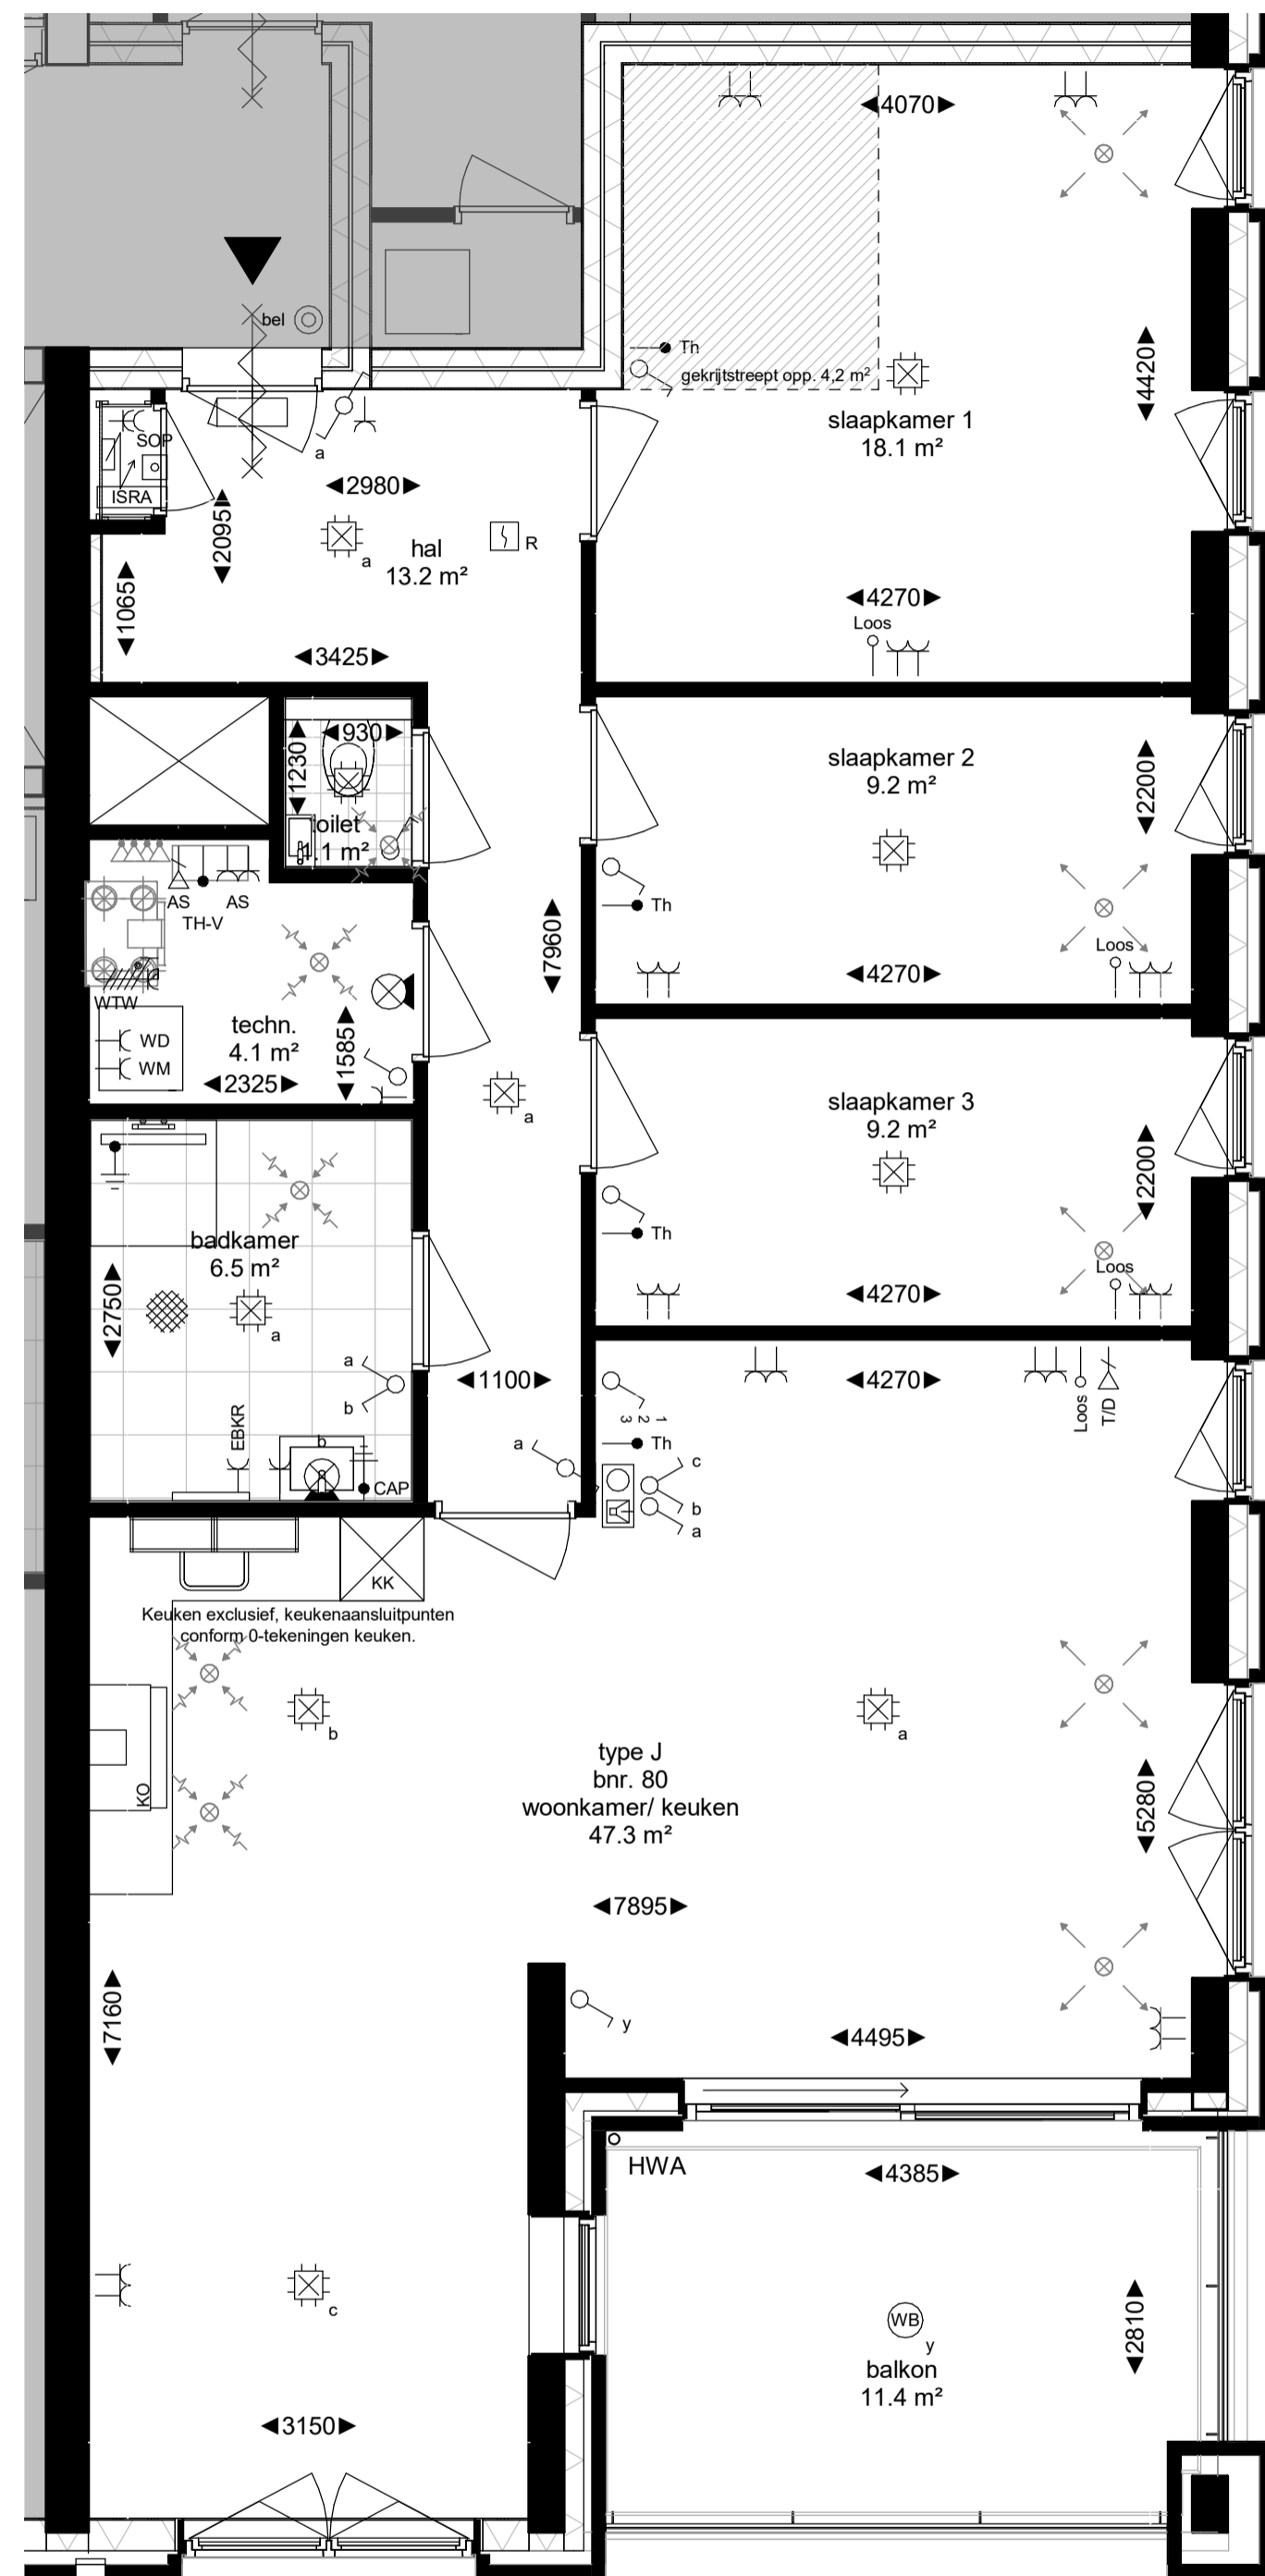 4070
bel
Th
gekrijtstreept opp. 4,2 m²
4420
slaapkamer 1
18.1 m²
SOP
ISRA
a
2980
2095
a
hal
13.2 m²
R
1065
3425
4270
Loos
930
1230
toilet
1.1 m²
slaapkamer 2
9.2 m²
2200
AS
AS
TH-V
Th
7960
4270
Loos
WTW
WD
WM
techn.
4.1 m²
2325
1585
a
slaapkamer 3
9.2 m²
2200
Th
Loos
4270
badkamer
6.5 m²
2750
a
a
b
1100
4270
EBKR
b
CAP
a
1
2
3
Th
c
b
a
Loos
T/D
KK
Keuken exclusief, keukenaansluitpunten
conform 0-tekeningen keuken.
b
a
KO
type J
bnr. 80
woonkamer/ keuken
47.3 m²
5280
7895
7160
y
4495
HWA
4385
c
WB
y
balkon
11.4 m²
2810
3150